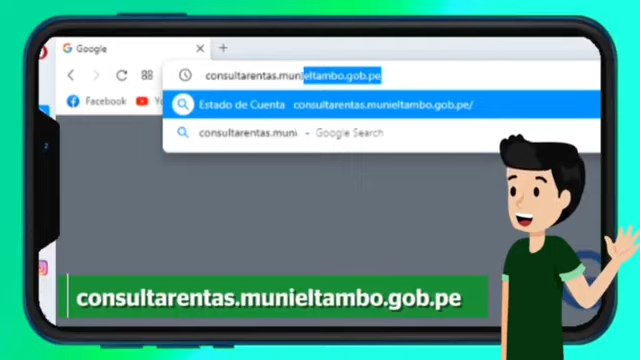 Google
consultarentas.munieltambo.gob.pe
Facebook
Estado de Cuenta consultarentas.munieltambo.gob.pe/
consultarentas.muni - Google Search
consultarentas.munieltambo.gob.pe